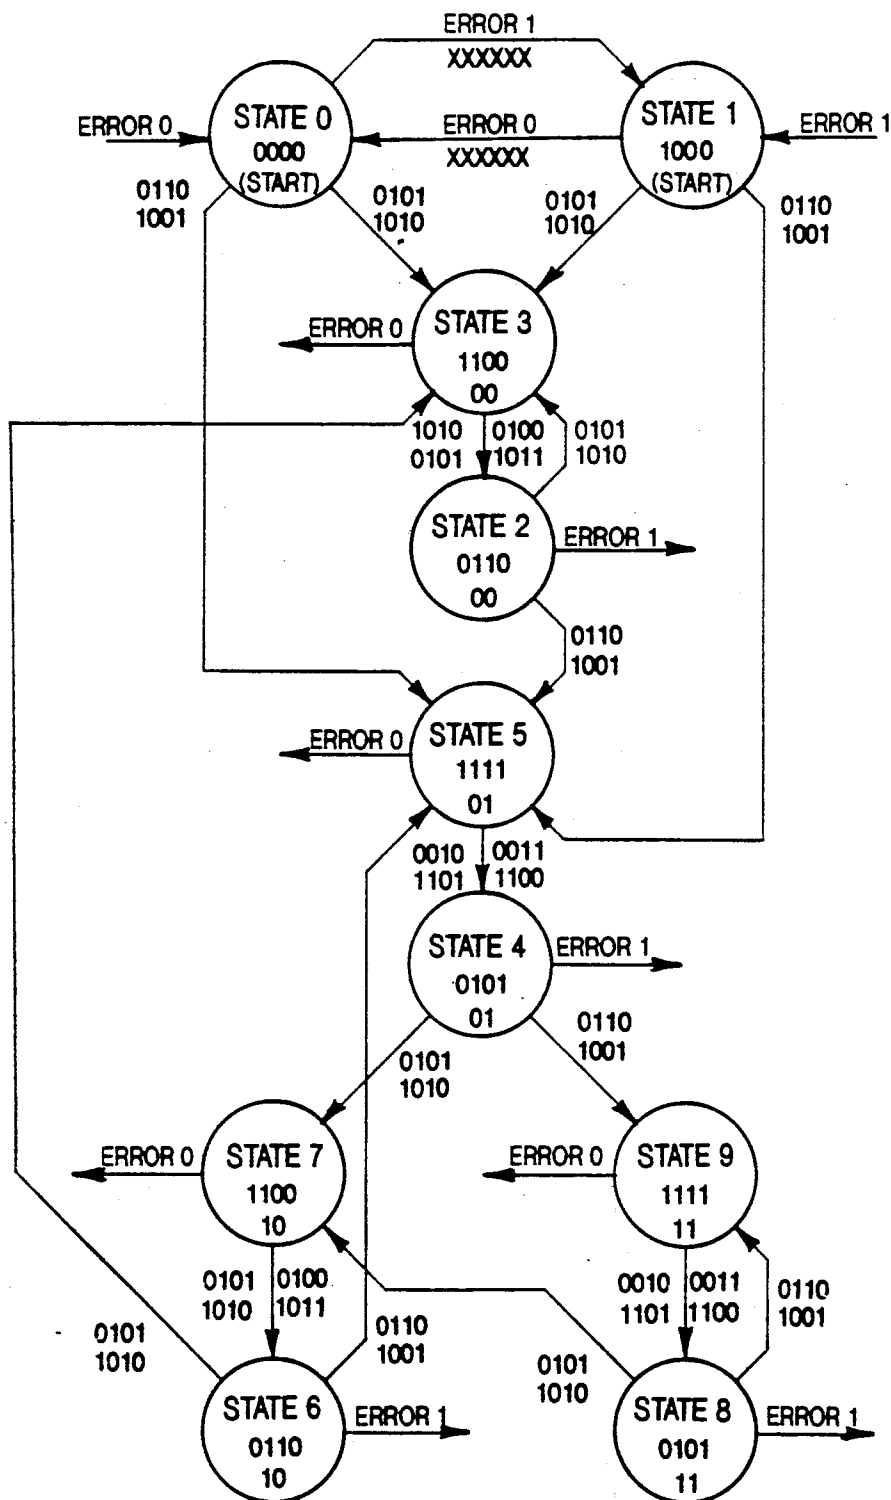 ERROR 1
XXXXXX
ERROR 0
STATE 0
0000
(START)
ERROR 0
XXXXXX
STATE 1
1000
(START)
ERROR 1
0110
1001
0101
1010
0101
1010
0110
1001
ERROR 0
STATE 3
1100
00
1010
0101
0100
1011
0101
1010
STATE 2
0110
00
ERROR 1
0110
1001
ERROR 0
STATE 5
1111
01
0010
1101
0011
1100
STATE 4
0101
01
ERROR 1
0101
1010
0110
1001
ERROR 0
STATE 7
1100
10
ERROR 0
STATE 9
1111
11
0101
1010
0100
1011
0010
1101
0011
1100
0110
1001
0101
1010
0110
1001
0101
1010
STATE 6
0110
10
ERROR 1
STATE 8
0101
11
ERROR 1